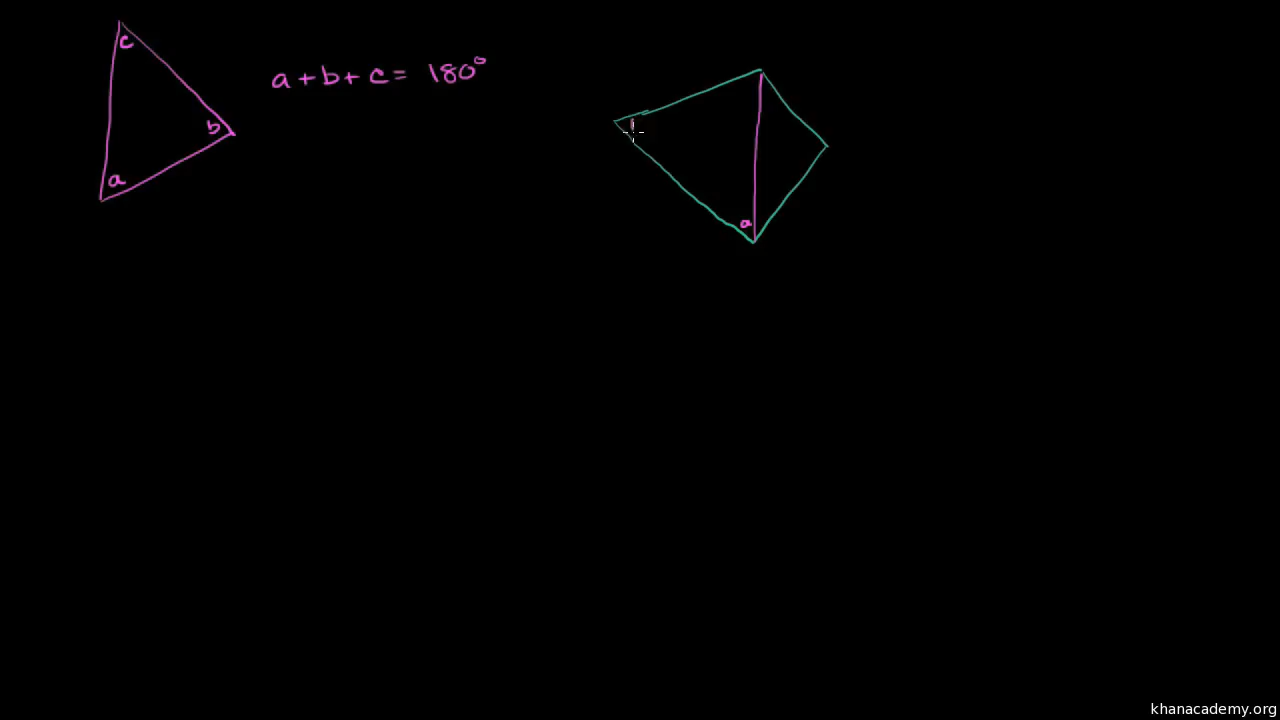 c
a + b + c = 180°
b
a
a
khanacademy.org